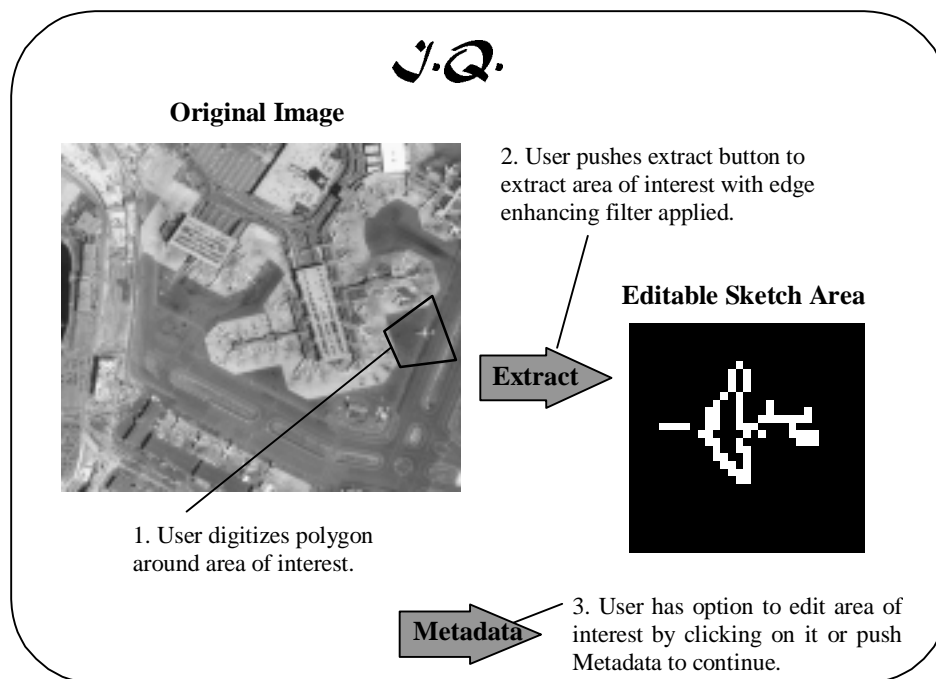 I.Q.
Original Image
2. User pushes extract button to
extract area of interest with edge
enhancing filter applied.
Editable Sketch Area
Extract
1. User digitizes polygon
around area of interest.
Metadata
3. User has option to edit area of
interest by clicking on it or push
Metadata to continue.